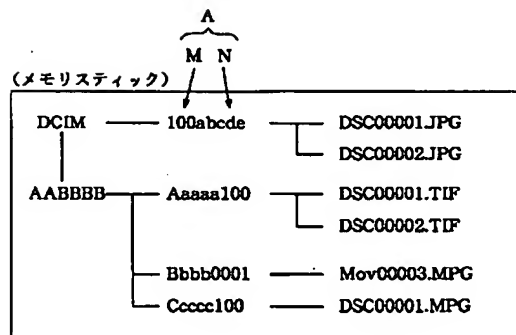 A
M N
(メモリスティック)
DCIM 100abcde DSC00001.JPG
DSC00002.JPG
AABBBB Aaaaa100 DSC00001.TIF
DSC00002.TIF
Bbbb0001 Mov00003.MPG
Ccccc100 DSC00001.MPG